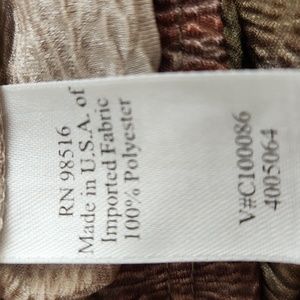 RN 98516
Made in U.S.A. of
Imported Fabric
100% Polyester
V#C100086
4005064